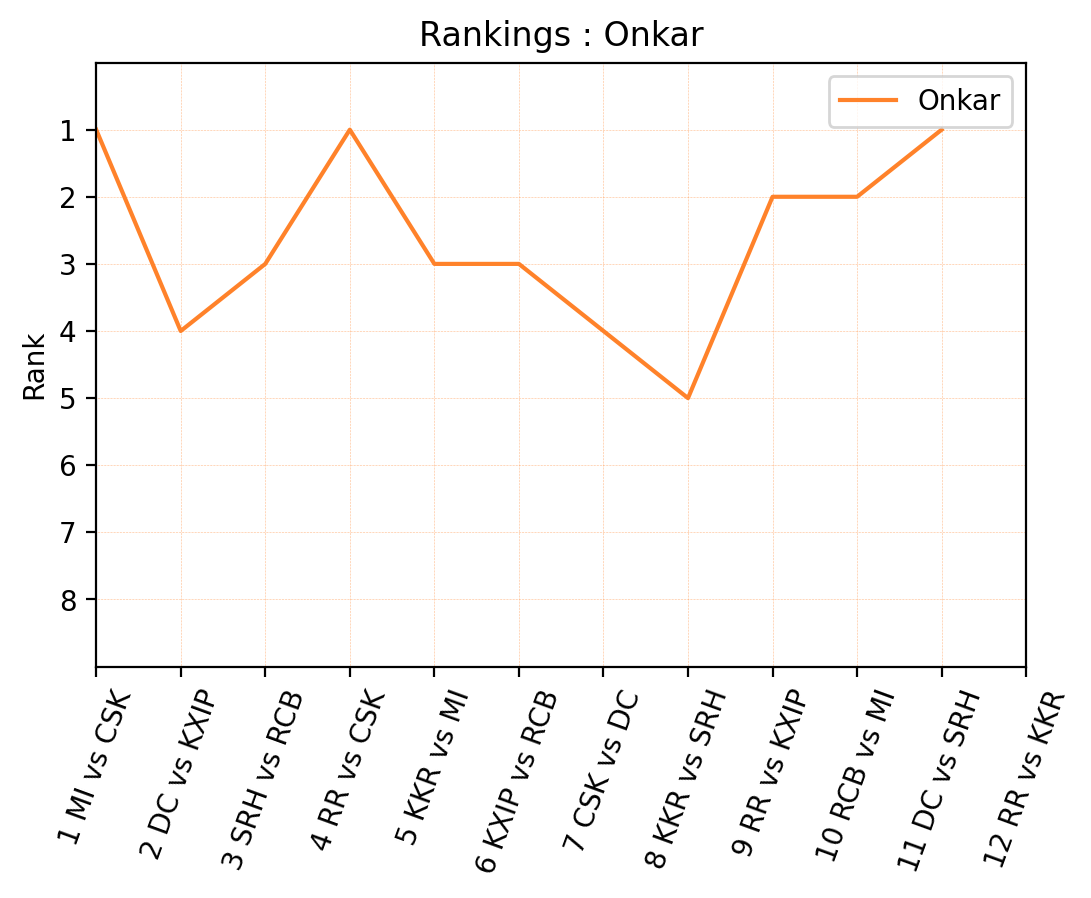 Rankings : Onkar
Onkar
Rank
1
2
3
4
5
6
7
8
1 MI vs CSK
2 DC vs KXIP
3 SRH vs RCB
4 RR vs CSK
5 KKR vs MI
6 KXIP vs RCB
7 CSK vs DC
8 KKR vs SRH
9 RR vs KXIP
10 RCB vs MI
11 DC vs SRH
12 RR vs KKR